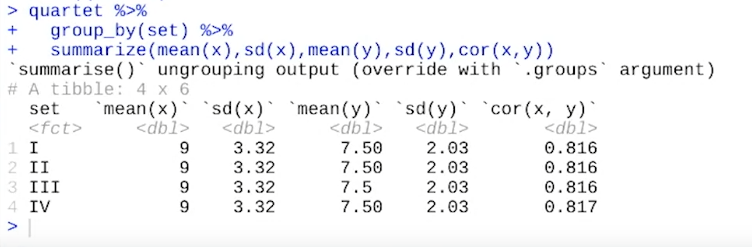 > quartet %>%
+   group_by(set) %>%
+   summarize(mean(x),sd(x),mean(y),sd(y),cor(x,y))
`summarise()` ungrouping output (override with `.groups` argument)
# A tibble: 4 x 6
  set   `mean(x)` `sd(x)` `mean(y)` `sd(y)` `cor(x, y)`
  <fct>     <dbl>   <dbl>     <dbl>   <dbl>       <dbl>
1 I             9    3.32      7.50    2.03       0.816
2 II            9    3.32      7.50    2.03       0.816
3 III           9    3.32      7.5     2.03       0.816
4 IV            9    3.32      7.50    2.03       0.817
>